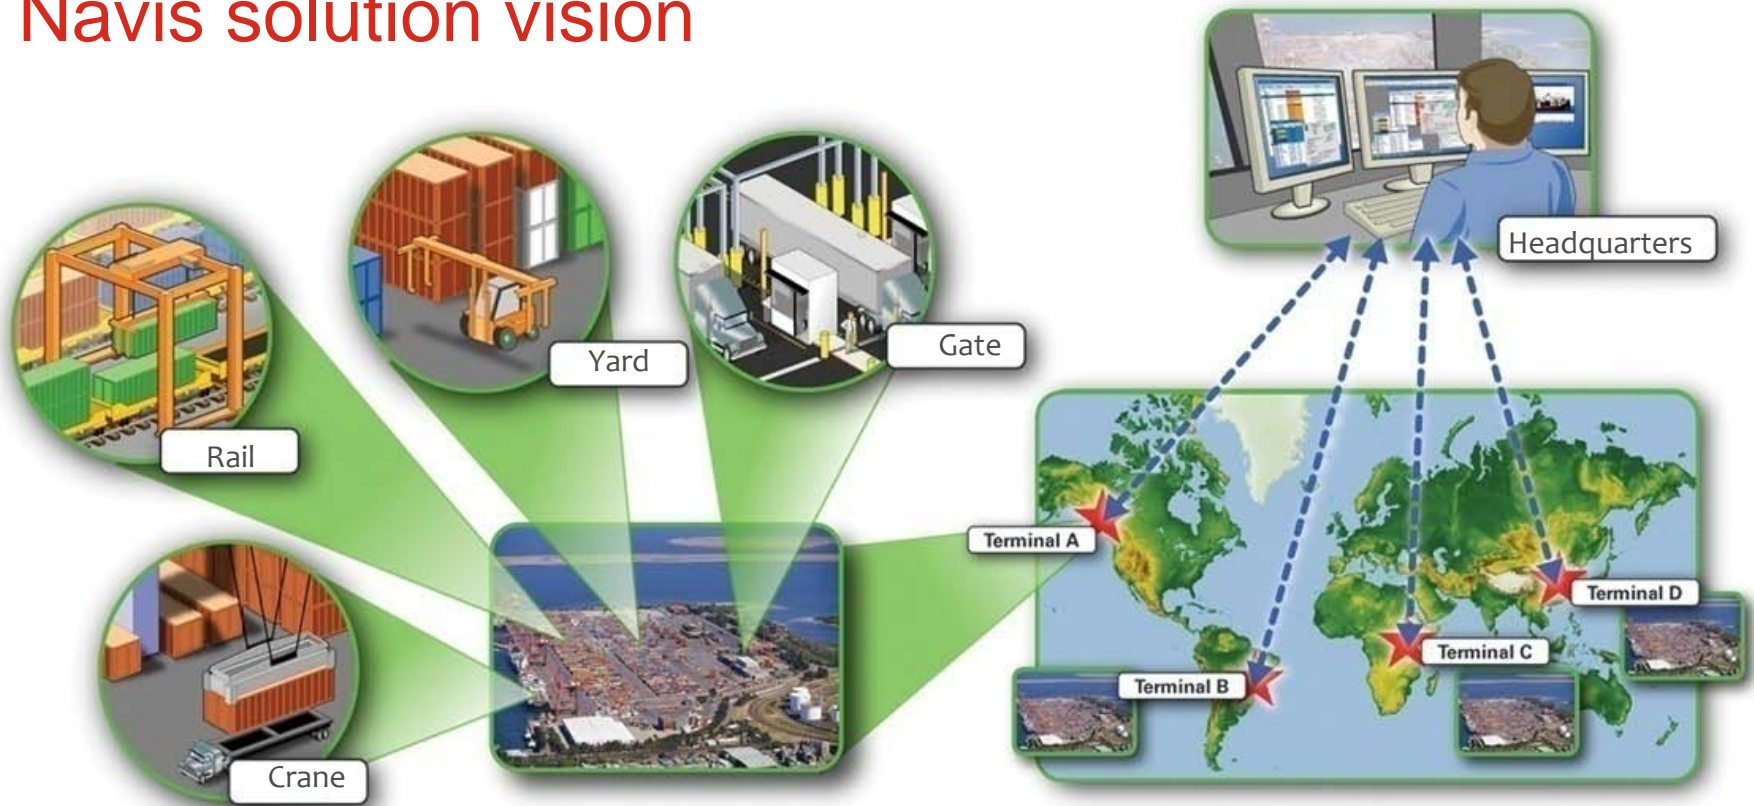 Navis solution vision
Headquarters
Gate
Yard
Rail
Terminal A
Terminal D
Terminal C
Terminal B
Crane